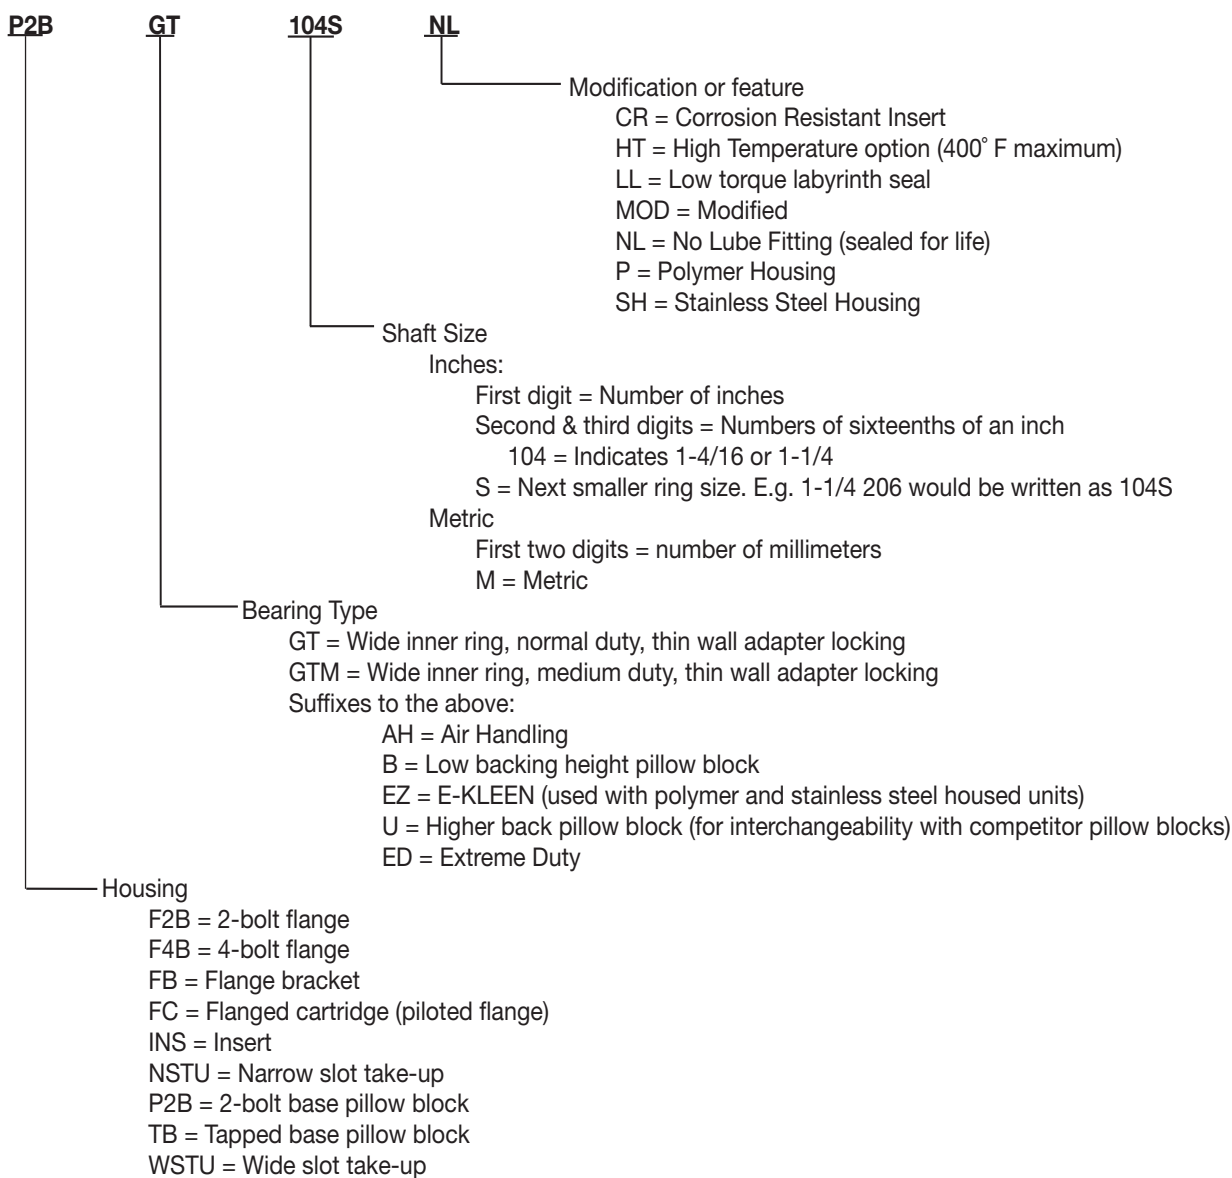 P2B GT 104S NL
Modification or feature
CR = Corrosion Resistant Insert
HT = High Temperature option (400° F maximum)
LL = Low torque labyrinth seal
MOD = Modified
NL = No Lube Fitting (sealed for life)
P = Polymer Housing
SH = Stainless Steel Housing
Shaft Size
Inches:
First digit = Number of inches
Second & third digits = Numbers of sixteenths of an inch
104 = Indicates 1-4/16 or 1-1/4
S = Next smaller ring size. E.g. 1-1/4 206 would be written as 104S
Metric
First two digits = number of millimeters
M = Metric
Bearing Type
GT = Wide inner ring, normal duty, thin wall adapter locking
GTM = Wide inner ring, medium duty, thin wall adapter locking
Suffixes to the above:
AH = Air Handling
B = Low backing height pillow block
EZ = E-KLEEN (used with polymer and stainless steel housed units)
U = Higher back pillow block (for interchangeability with competitor pillow blocks)
ED = Extreme Duty
Housing
F2B = 2-bolt flange
F4B = 4-bolt flange
FB = Flange bracket
FC = Flanged cartridge (piloted flange)
INS = Insert
NSTU = Narrow slot take-up
P2B = 2-bolt base pillow block
TB = Tapped base pillow block
WSTU = Wide slot take-up